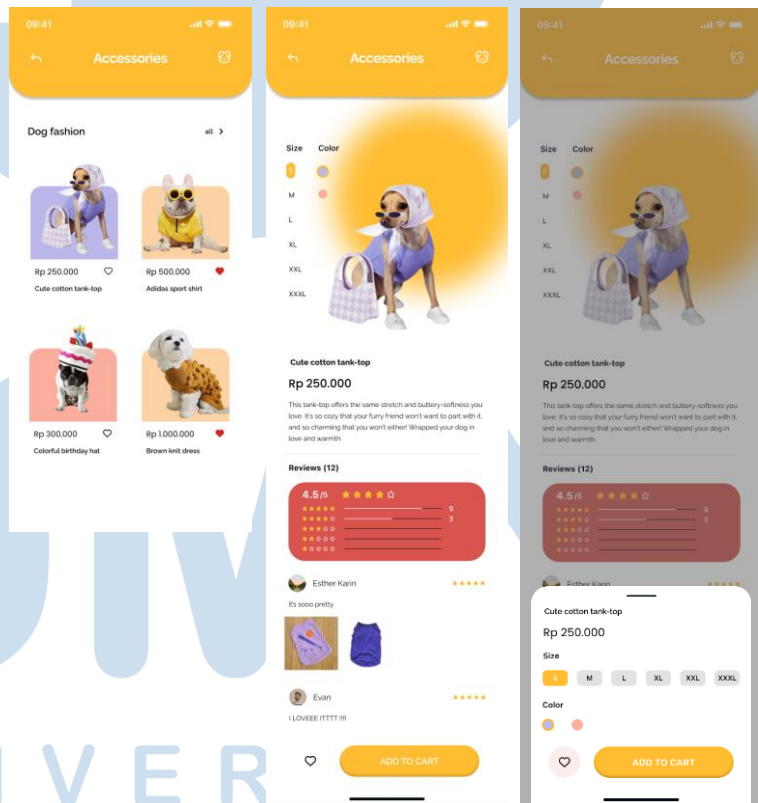 09:41
Accessories
Dog fashion
all >
Rp 250.000
Cute cotton tank-top
Rp 500.000
Adidas sport shirt
Rp 300.000
Colorful birthday hat
Rp 1.000.000
Brown knit dress
09:41
Accessories
Size Color
S
M
L
XL
XXL
XXXL
Cute cotton tank-top
Rp 250.000
This tank-top offers the same stretch and buttery-softness you
love. It's so cozy that your furry friend won't want to part with it,
and so charming that you won't either! Wrapped your dog in
love and warmth.
Reviews (12)
4.5/5
9
3
Esther Karin
It's sooo pretty
Evan
I LOVEEE ITTTT !!!!
ADD TO CART
09:41
Accessories
Size Color
S
M
L
XL
XXL
XXXL
Cute cotton tank-top
Rp 250.000
This tank-top offers the same stretch and buttery-softness you
love. It's so cozy that your furry friend won't want to part with it,
and so charming that you won't either! Wrapped your dog in
love and warmth.
Reviews (12)
4.5/5
9
3
Esther Karin
Cute cotton tank-top
Rp 250.000
Size
S M L XL XXL XXXL
Color
ADD TO CART
V E R